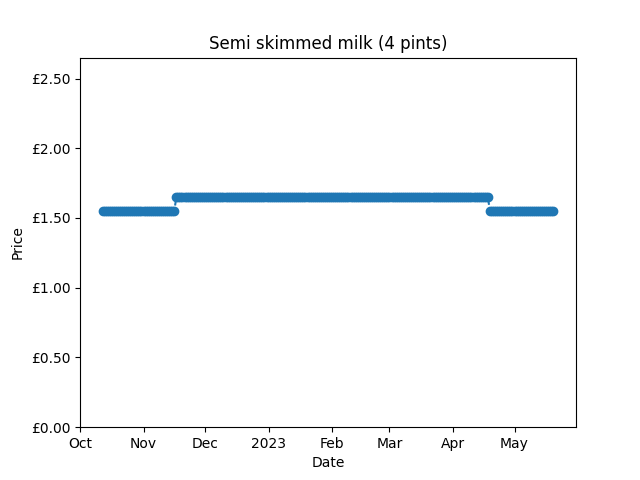 Semi skimmed milk (4 pints)
£2.50
£2.00
£1.50
£1.00
£0.50
£0.00
Price
Oct Nov Dec 2023 Feb Mar Apr May
Date